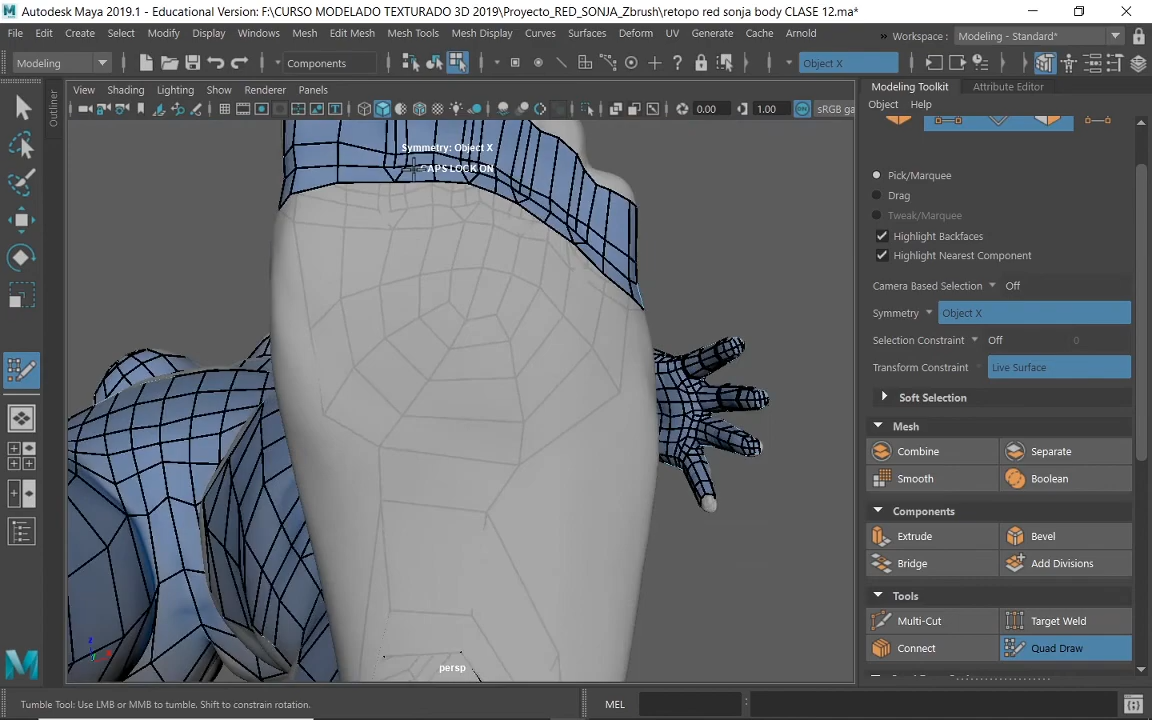 Autodesk Maya 2019.1 - Educational Version: F:\CURSO MODELADO TEXTURADO 3D 2019\Proyecto_RED_SONJA_Zbrush\retopo red sonja body CLASE 12.ma*
File Edit Create Select Modify Display Windows Mesh Edit Mesh Mesh Tools Mesh Display Curves Surfaces Deform UV Generate Cache Arnold
Workspace : Modeling - Standard*
Modeling Components Object X
View Shading Lighting Show Renderer Panels
0.00 1.00 sRGB ga
Outliner
Symmetry: Object X
APS LOCK ON
persp
Modeling Toolkit Attribute Editor
Object Help
Pick/Marquee
Drag
Tweak/Marquee
Highlight Backfaces
Highlight Nearest Component
Camera Based Selection Off
Symmetry Object X
Selection Constraint Off 0
Transform Constraint Live Surface
Soft Selection
Mesh
Combine Separate
Smooth Boolean
Components
Extrude Bevel
Bridge Add Divisions
Tools
Multi-Cut Target Weld
Connect Quad Draw
Tumble Tool: Use LMB or MMB to tumble. Shift to constrain rotation.
MEL